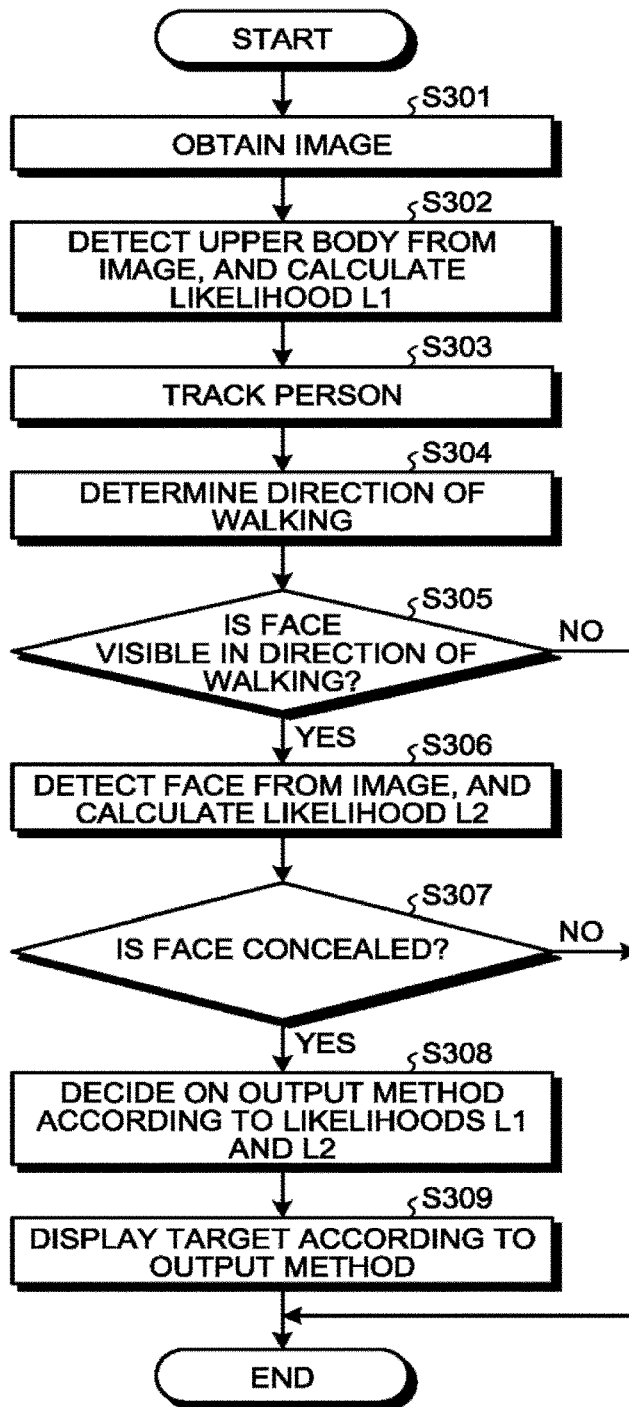 START
S301
OBTAIN IMAGE
S302
DETECT UPPER BODY FROM
IMAGE, AND CALCULATE
LIKELIHOOD L1
S303
TRACK PERSON
S304
DETERMINE DIRECTION OF
WALKING
S305
IS FACE
VISIBLE IN DIRECTION OF
WALKING?
NO
YES
S306
DETECT FACE FROM IMAGE, AND
CALCULATE LIKELIHOOD L2
S307
IS FACE CONCEALED?
NO
YES
S308
DECIDE ON OUTPUT METHOD
ACCORDING TO LIKELIHOODS L1
AND L2
S309
DISPLAY TARGET ACCORDING TO
OUTPUT METHOD
END